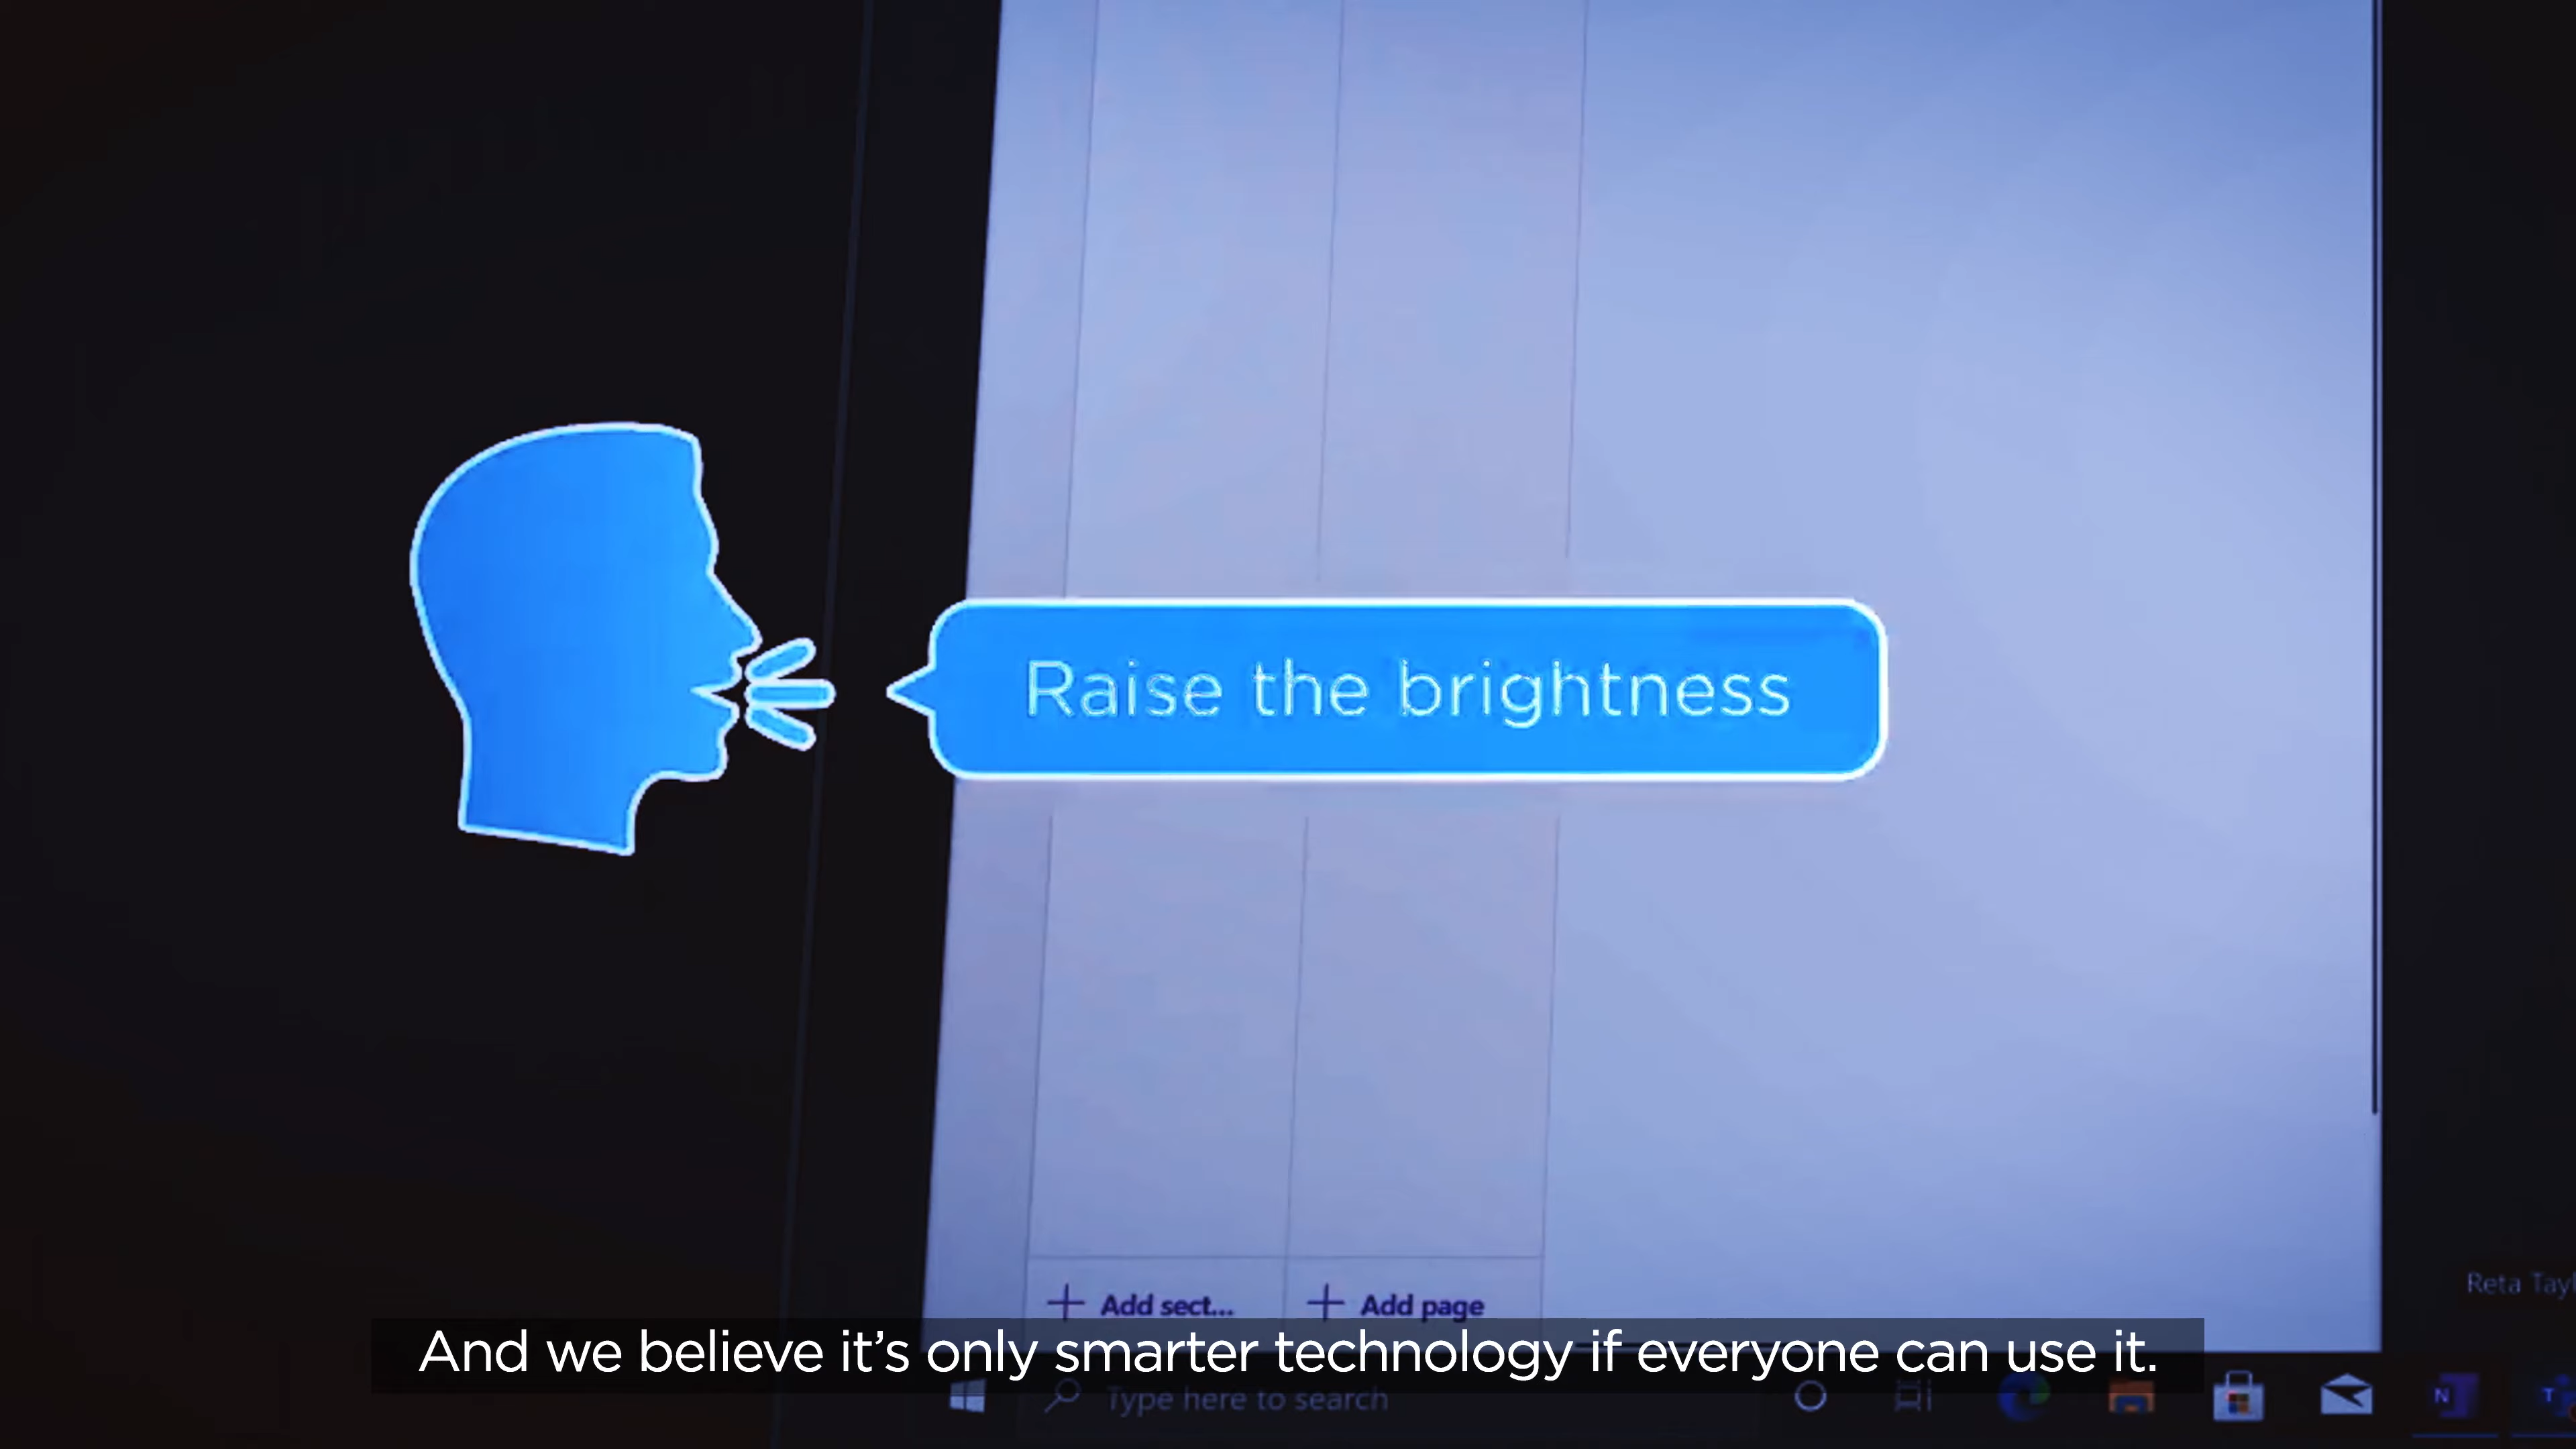 Raise the brightness
Reta Tayl
Add sect...
Add page
And we believe it's only smarter technology if everyone can use it.
Type here to search
N
T